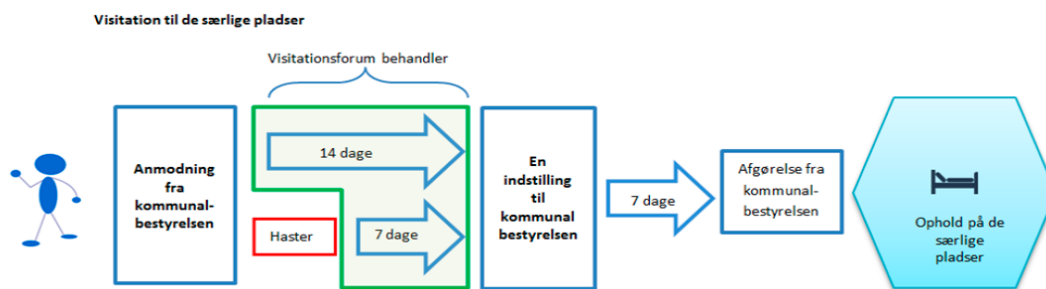 Visitation til de særlige pladser
Visitationsforum behandler
Anmodning
fra
kommunal-
bestyrelsen
14 dage
Haster
7 dage
En
indstilling
til
kommunal
bestyrelsen
7 dage
Afgørelse fra
kommunal-
bestyrelsen
Ophold på de
særlige
pladser